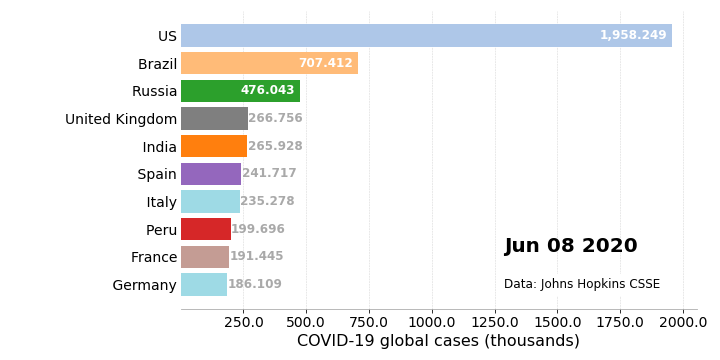 US 1,958.249
Brazil 707.412
Russia 476.043
United Kingdom 266.756
India 265.928
Spain 241.717
Italy 235.278
Peru 199.696
France 191.445
Germany 186.109
Jun 08 2020
Data: Johns Hopkins CSSE
250.0 500.0 750.0 1000.0 1250.0 1500.0 1750.0 2000.0
COVID-19 global cases (thousands)